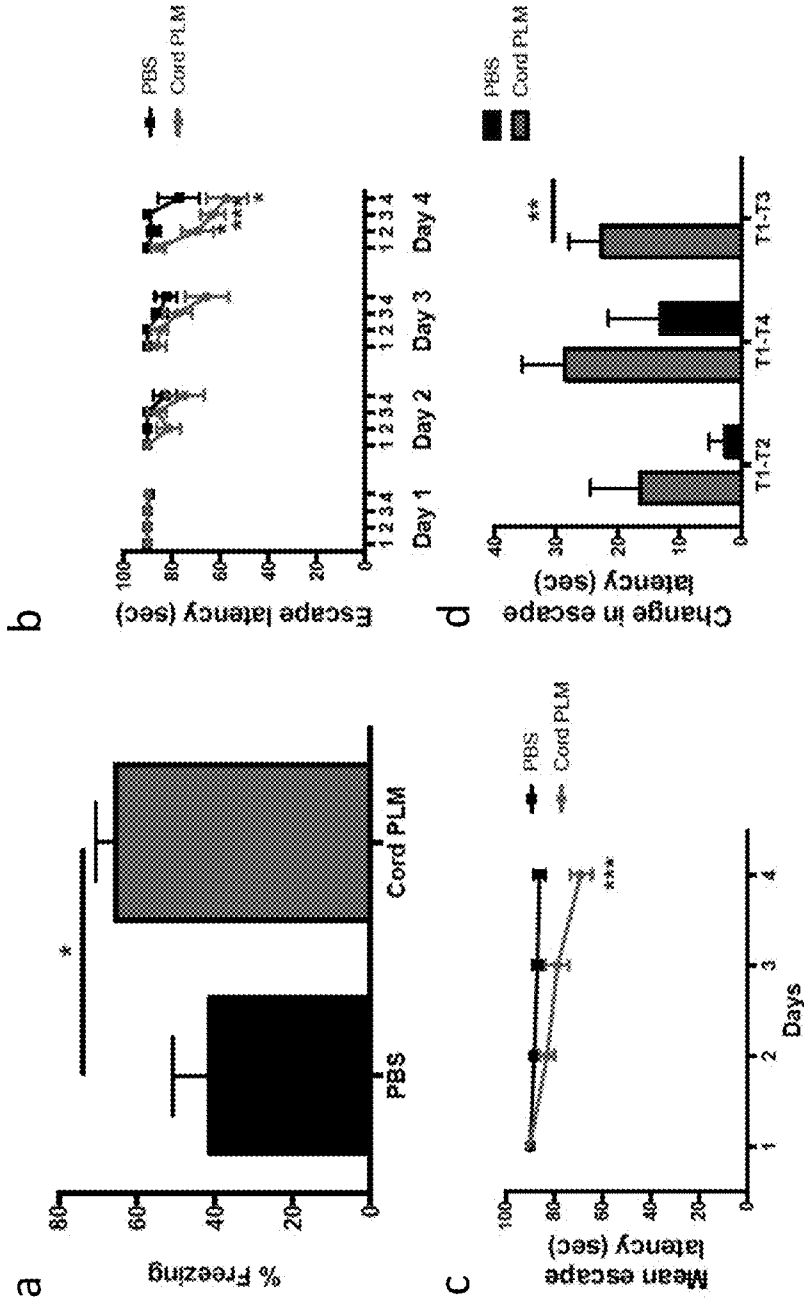 a
% Freezing
80
60
40
20
0
*
PBS
Cord PLM
b
Escape latency (sec)
100
80
60
40
20
0
1 2 3 4
1 2 3 4
1 2 3 4
1 2 3 4
Day 1
Day 2
Day 3
Day 4
*
***
*
PBS
Cord PLM
c
Mean escape
latency (sec)
100
80
60
40
20
0
1
2
3
4
Days
***
PBS
Cord PLM
d
Change in escape
latency (sec)
40
30
20
10
0
T1-T2
T1-T4
T1-T3
**
PBS
Cord PLM